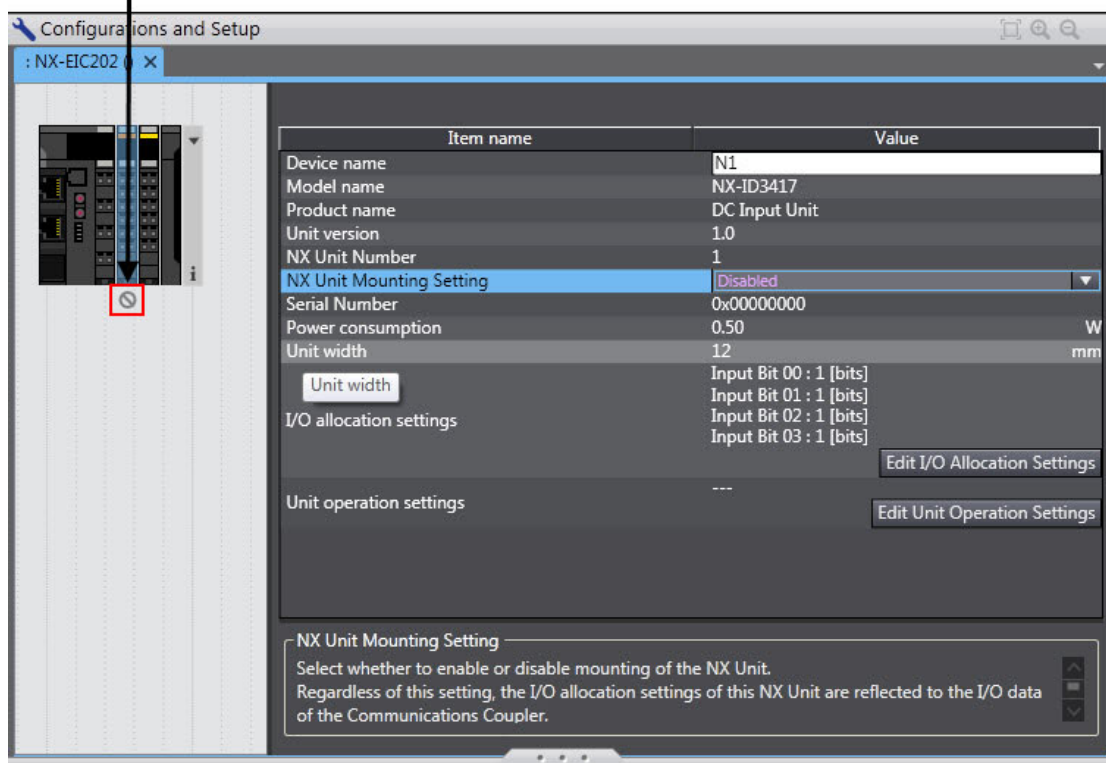 Configurations and Setup
: NX-EIC202 ()
Item name Value
Device name N1
Model name NX-ID3417
Product name DC Input Unit
Unit version 1.0
NX Unit Number 1
NX Unit Mounting Setting Disabled
Serial Number 0x00000000
Power consumption 0.50 W
Unit width 12 mm
Unit width
I/O allocation settings
Input Bit 00 : 1 [bits]
Input Bit 01 : 1 [bits]
Input Bit 02 : 1 [bits]
Input Bit 03 : 1 [bits]
Edit I/O Allocation Settings
Unit operation settings ---
Edit Unit Operation Settings
NX Unit Mounting Setting
Select whether to enable or disable mounting of the NX Unit.
Regardless of this setting, the I/O allocation settings of this NX Unit are reflected to the I/O data
of the Communications Coupler.
i